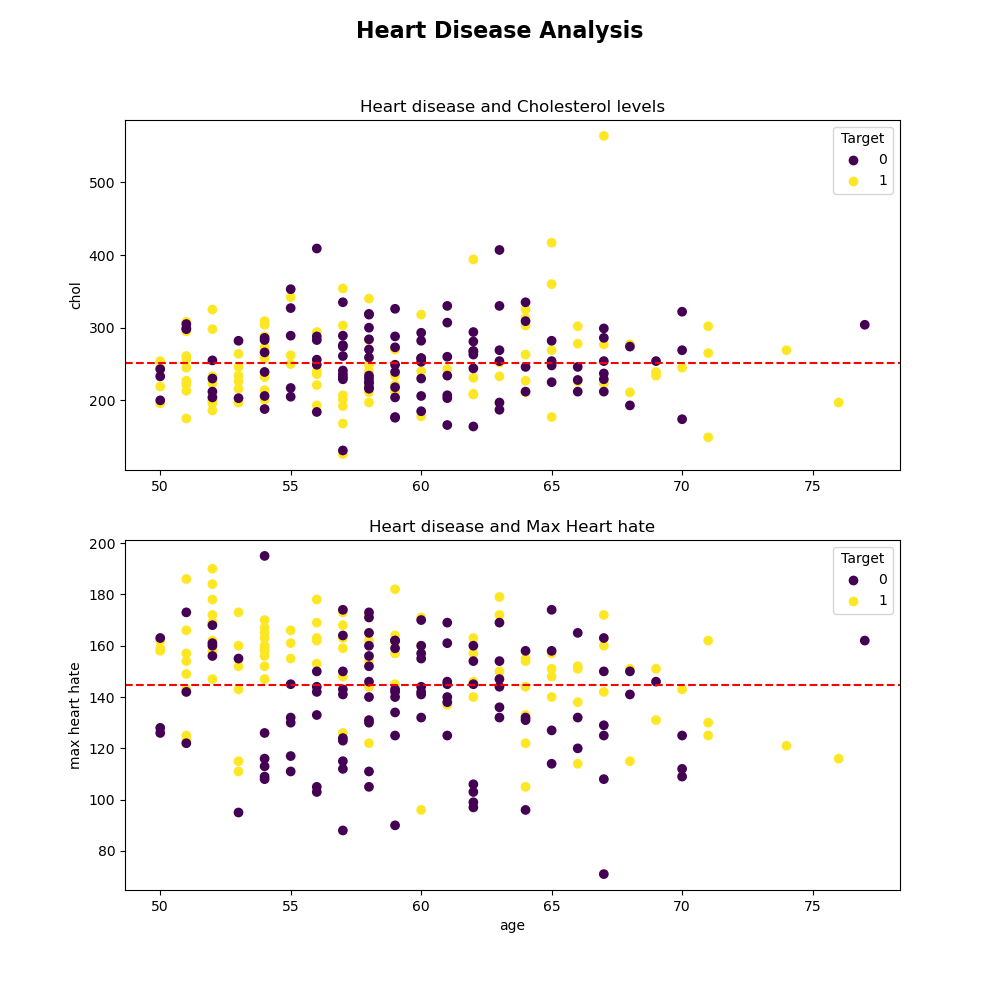 Heart Disease Analysis
Heart disease and Cholesterol levels
Target
0
1
500
400
300
200
chol
50 55 60 65 70 75
Heart disease and Max Heart hate
Target
0
1
200
180
160
140
120
100
80
max heart hate
50 55 60 65 70 75
age